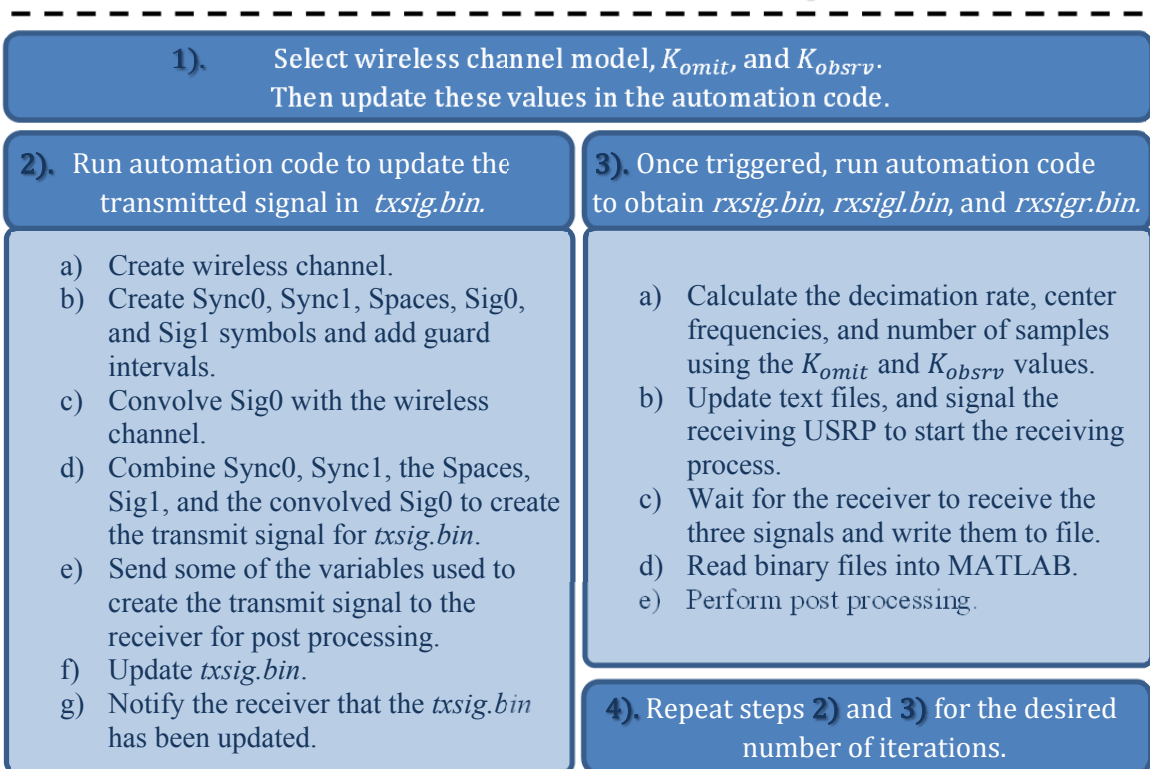 1). Select wireless channel model, K_omit, and K_obsrv.
Then update these values in the automation code.
2). Run automation code to update the
transmitted signal in txsig.bin.
a) Create wireless channel.
b) Create Sync0, Sync1, Spaces, Sig0,
and Sig1 symbols and add guard
intervals.
c) Convolve Sig0 with the wireless
channel.
d) Combine Sync0, Sync1, the Spaces,
Sig1, and the convolved Sig0 to create
the transmit signal for txsig.bin.
e) Send some of the variables used to
create the transmit signal to the
receiver for post processing.
f) Update txsig.bin.
g) Notify the receiver that the txsig.bin
has been updated.
3). Once triggered, run automation code
to obtain rxsig.bin, rxsigl.bin, and rxsigr.bin.
a) Calculate the decimation rate, center
frequencies, and number of samples
using the K_omit and K_obsrv values.
b) Update text files, and signal the
receiving USRP to start the receiving
process.
c) Wait for the receiver to receive the
three signals and write them to file.
d) Read binary files into MATLAB.
e) Perform post processing.
4). Repeat steps 2) and 3) for the desired
number of iterations.